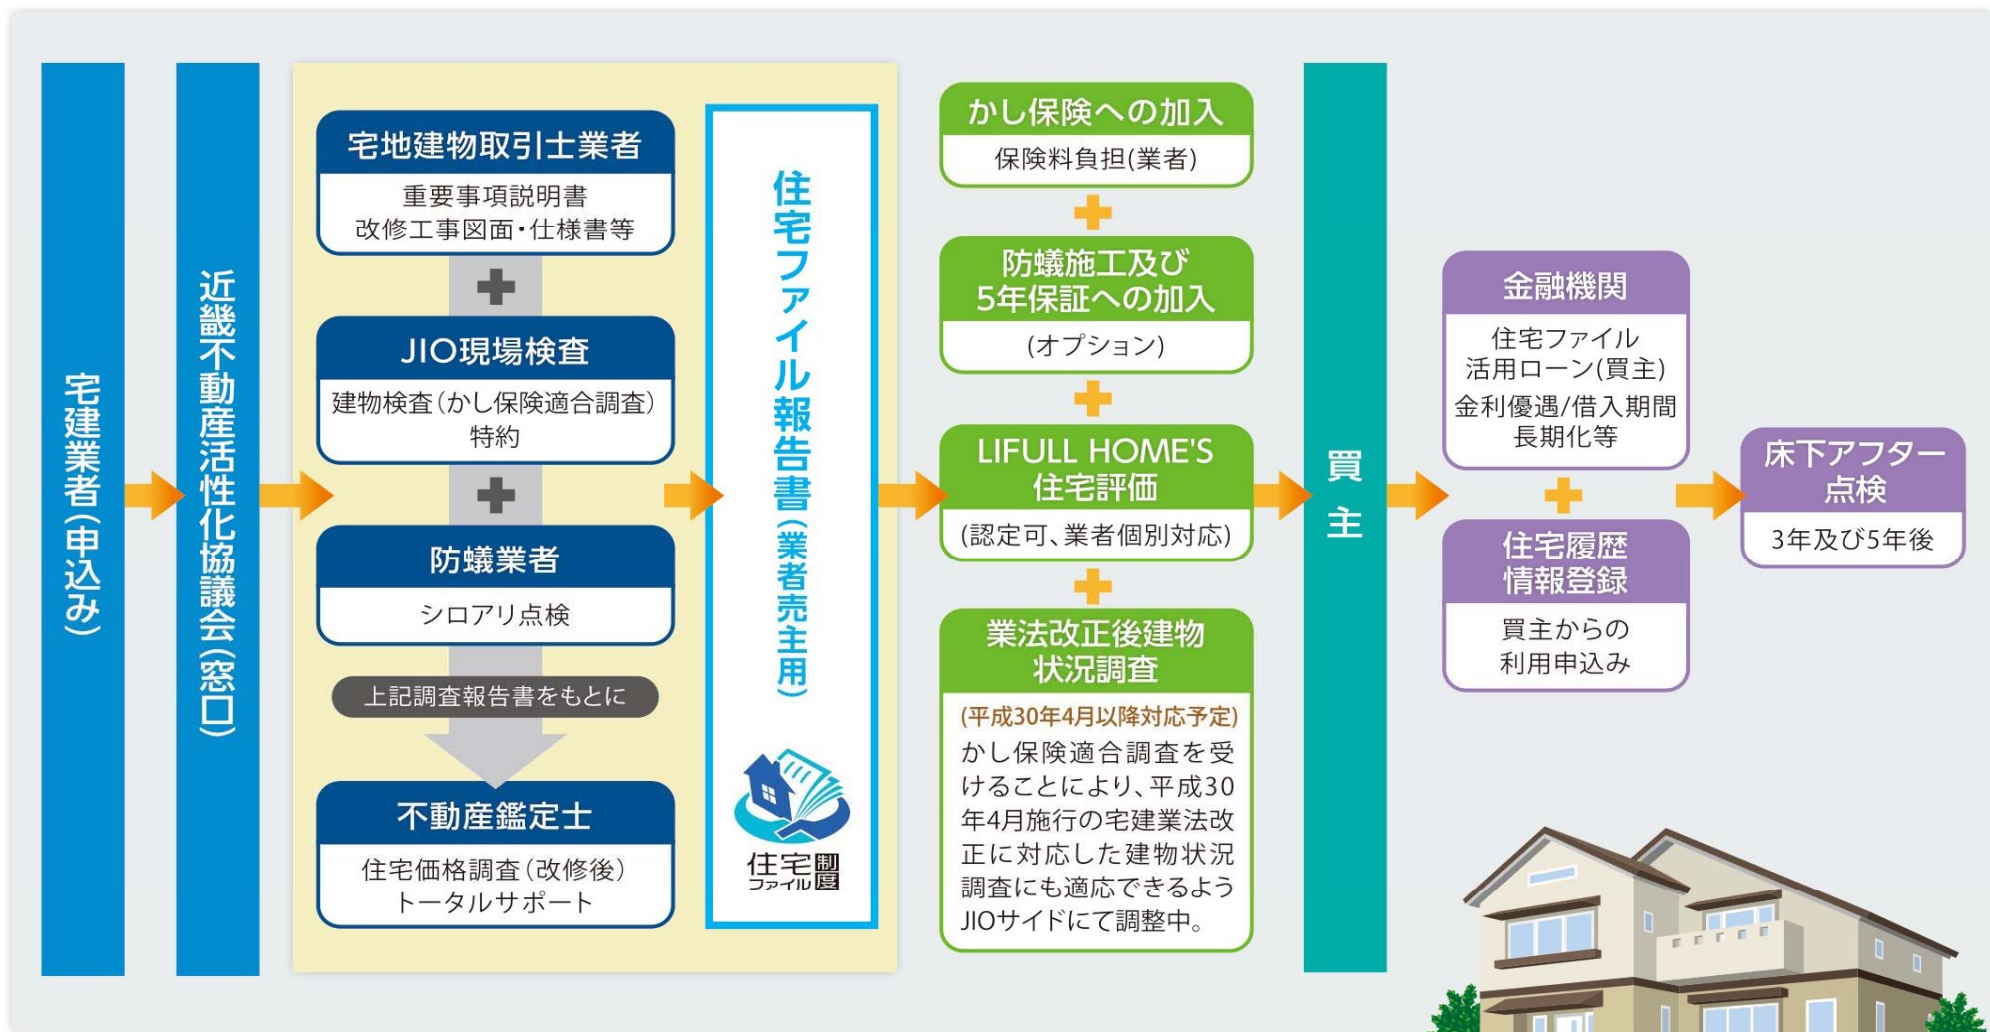 宅建業者(申込み)
近畿不動産活性化協議会(窓口)
宅地建物取引士業者
重要事項説明書
改修工事図面・仕様書等
JIO現場検査
建物検査(かし保険適合調査)
特約
防蟻業者
シロアリ点検
上記調査報告書をもとに
不動産鑑定士
住宅価格調査(改修後)
トータルサポート
住宅ファイル報告書(業者売主用)
住宅
ファイル
制度
かし保険への加入
保険料負担(業者)
防蟻施工及び
5年保証への加入
(オプション)
LIFULL HOME'S
住宅評価
(認定可、業者個別対応)
業法改正後建物
状況調査
(平成30年4月以降対応予定)
かし保険適合調査を受
けることにより、平成30
年4月施行の宅建業法改
正に対応した建物状況
調査にも適応できるよう
JIOサイドにて調整中。
買主
金融機関
住宅ファイル
活用ローン(買主)
金利優遇/借入期間
長期化等
住宅履歴
情報登録
買主からの
利用申込み
床下アフター
点検
3年及び5年後